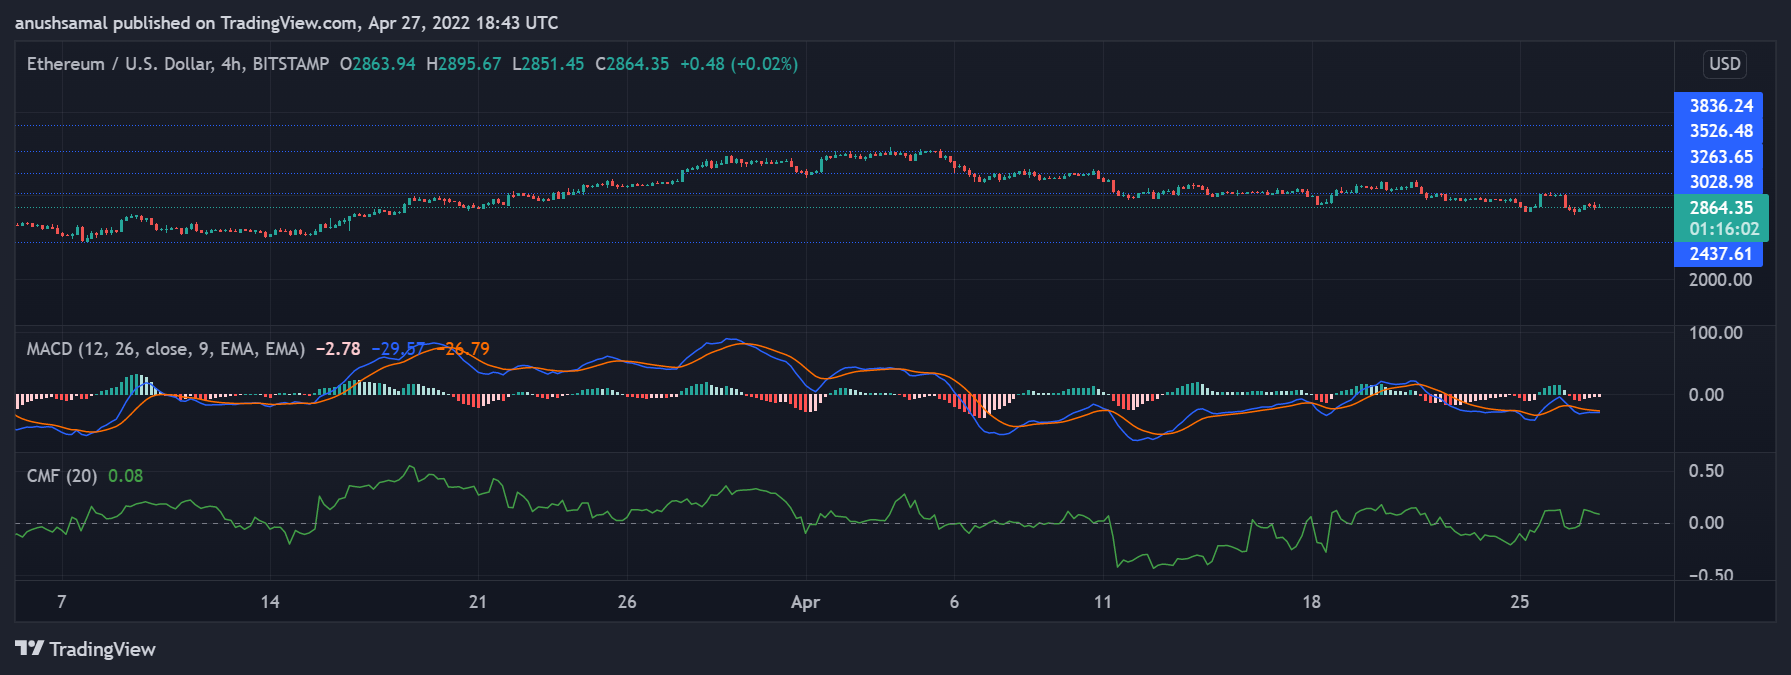 anushsamal published on TradingView.com, Apr 27, 2022 18:43 UTC
Ethereum / U.S. Dollar, 4h, BITSTAMP O2863.94 H2895.67 L2851.45 C2864.35 +0.48 (+0.02%)
USD
3836.24
3526.48
3263.65
3028.98
2864.35
01:16:02
2437.61
2000.00
MACD (12, 26, close, 9, EMA, EMA) −2.78 −29.57 −26.79
100.00
0.00
CMF (20) 0.08
0.50
0.00
−0.50
7 14 21 26 Apr 6 11 18 25
TradingView